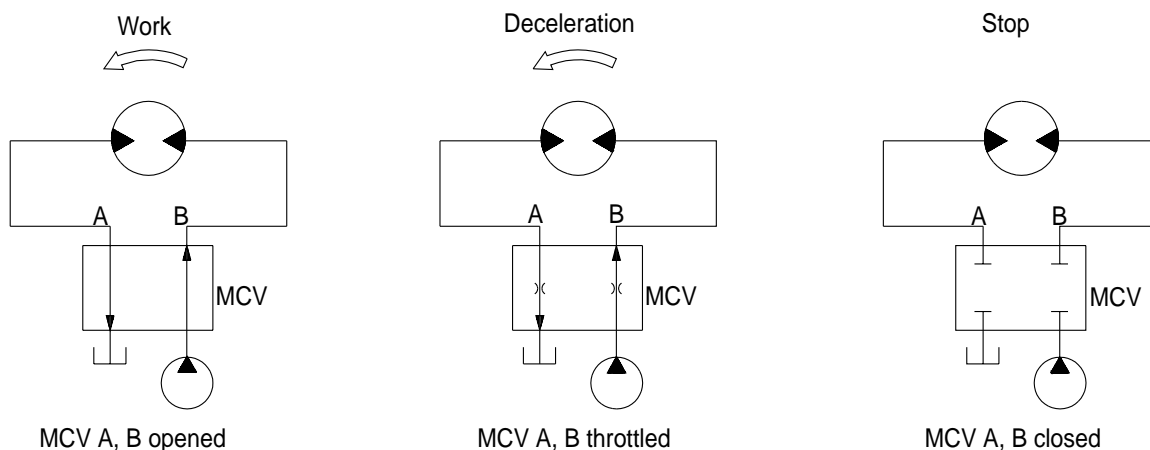 Work
A B
MCV
MCV A, B opened
Deceleration
A B
MCV
MCV A, B throttled
Stop
A B
MCV
MCV A, B closed